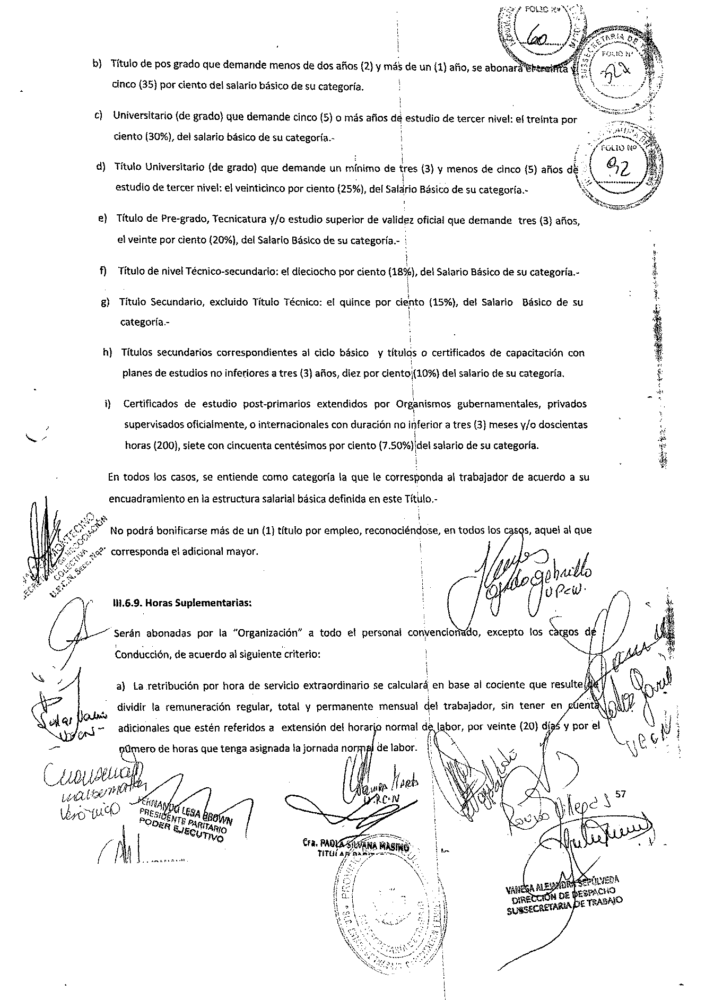 FOLIO Nº
60
SUBSECRETARIA DE
FOLIO Nº
327
b) Título de pos grado que demande menos de dos años (2) y más de un (1) año, se abonará el treinta y
cinco (35) por ciento del salario básico de su categoría.
c) Universitario (de grado) que demande cinco (5) o más años de estudio de tercer nivel: el treinta por
ciento (30%), del salario básico de su categoría.-
FOLIO Nº
92
d) Título Universitario (de grado) que demande un mínimo de tres (3) y menos de cinco (5) años de
estudio de tercer nivel: el veinticinco por ciento (25%), del Salario Básico de su categoría.-
e) Título de Pre-grado, Tecnicatura y/o estudio superior de validez oficial que demande tres (3) años,
el veinte por ciento (20%), del Salario Básico de su categoría.-
f) Título de nivel Técnico-secundario: el dieciocho por ciento (18%), del Salario Básico de su categoría.-
g) Título Secundario, excluido Título Técnico: el quince por ciento (15%), del Salario Básico de su
categoría.-
h) Títulos secundarios correspondientes al ciclo básico y títulos o certificados de capacitación con
planes de estudios no inferiores a tres (3) años, diez por ciento (10%) del salario de su categoría.
i) Certificados de estudio post-primarios extendidos por Organismos gubernamentales, privados
supervisados oficialmente, o internacionales con duración no inferior a tres (3) meses y/o doscientas
horas (200), siete con cincuenta centésimos por ciento (7.50%) del salario de su categoría.
En todos los casos, se entiende como categoría la que le corresponda al trabajador de acuerdo a su
encuadramiento en la estructura salarial básica definida en este Título.-
No podrá bonificarse más de un (1) título por empleo, reconociéndose, en todos los casos, aquel al que
corresponda el adicional mayor.
MONTECINO
NEGOCIACIÓN
COLECTIVA
U.P.C.N. Secc. Nqn.
UPCN.
III.6.9. Horas Suplementarias:
Serán abonadas por la "Organización" a todo el personal convencionado, excepto los cargos de
Conducción, de acuerdo al siguiente criterio:
a) La retribución por hora de servicio extraordinario se calculará en base al cociente que resulte de
dividir la remuneración regular, total y permanente mensual del trabajador, sin tener en cuenta
adicionales que estén referidos a extensión del horario normal de labor, por veinte (20) días y por el
número de horas que tenga asignada la jornada normal de labor.
UPCN
UPCN
Verónica
U.P.C.N
57
FERNANDO LESA BROWN
PRESIDENTE PARITARIO
PODER EJECUTIVO
Cra. PAOLA SILVANA MASINO
VANESA ALEJANDRA SEPÚLVEDA
DIRECCIÓN DE DESPACHO
SUBSECRETARIA DE TRABAJO